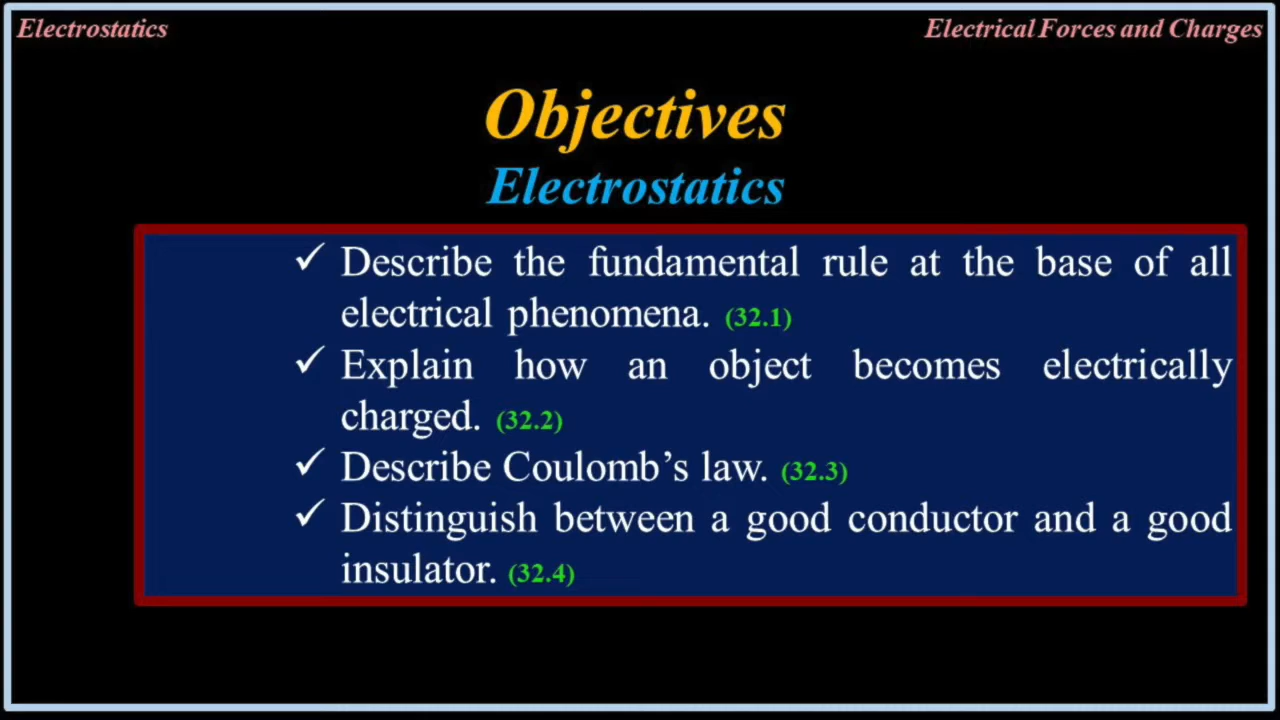 Electrostatics
Electrical Forces and Charges
Objectives
Electrostatics
✓ Describe the fundamental rule at the base of all
electrical phenomena. (32.1)
✓ Explain how an object becomes electrically
charged. (32.2)
✓ Describe Coulomb’s law. (32.3)
✓ Distinguish between a good conductor and a good
insulator. (32.4)